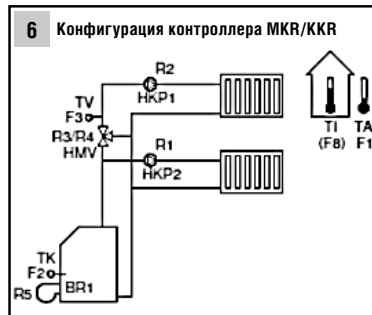 6 Конфигурация контроллера MKR/KKR
R2
HKP1
TV
F3
R3/R4
HMV
R1
HKP2
TI
(F8)
TA
F1
TK
F2
BR1
R5